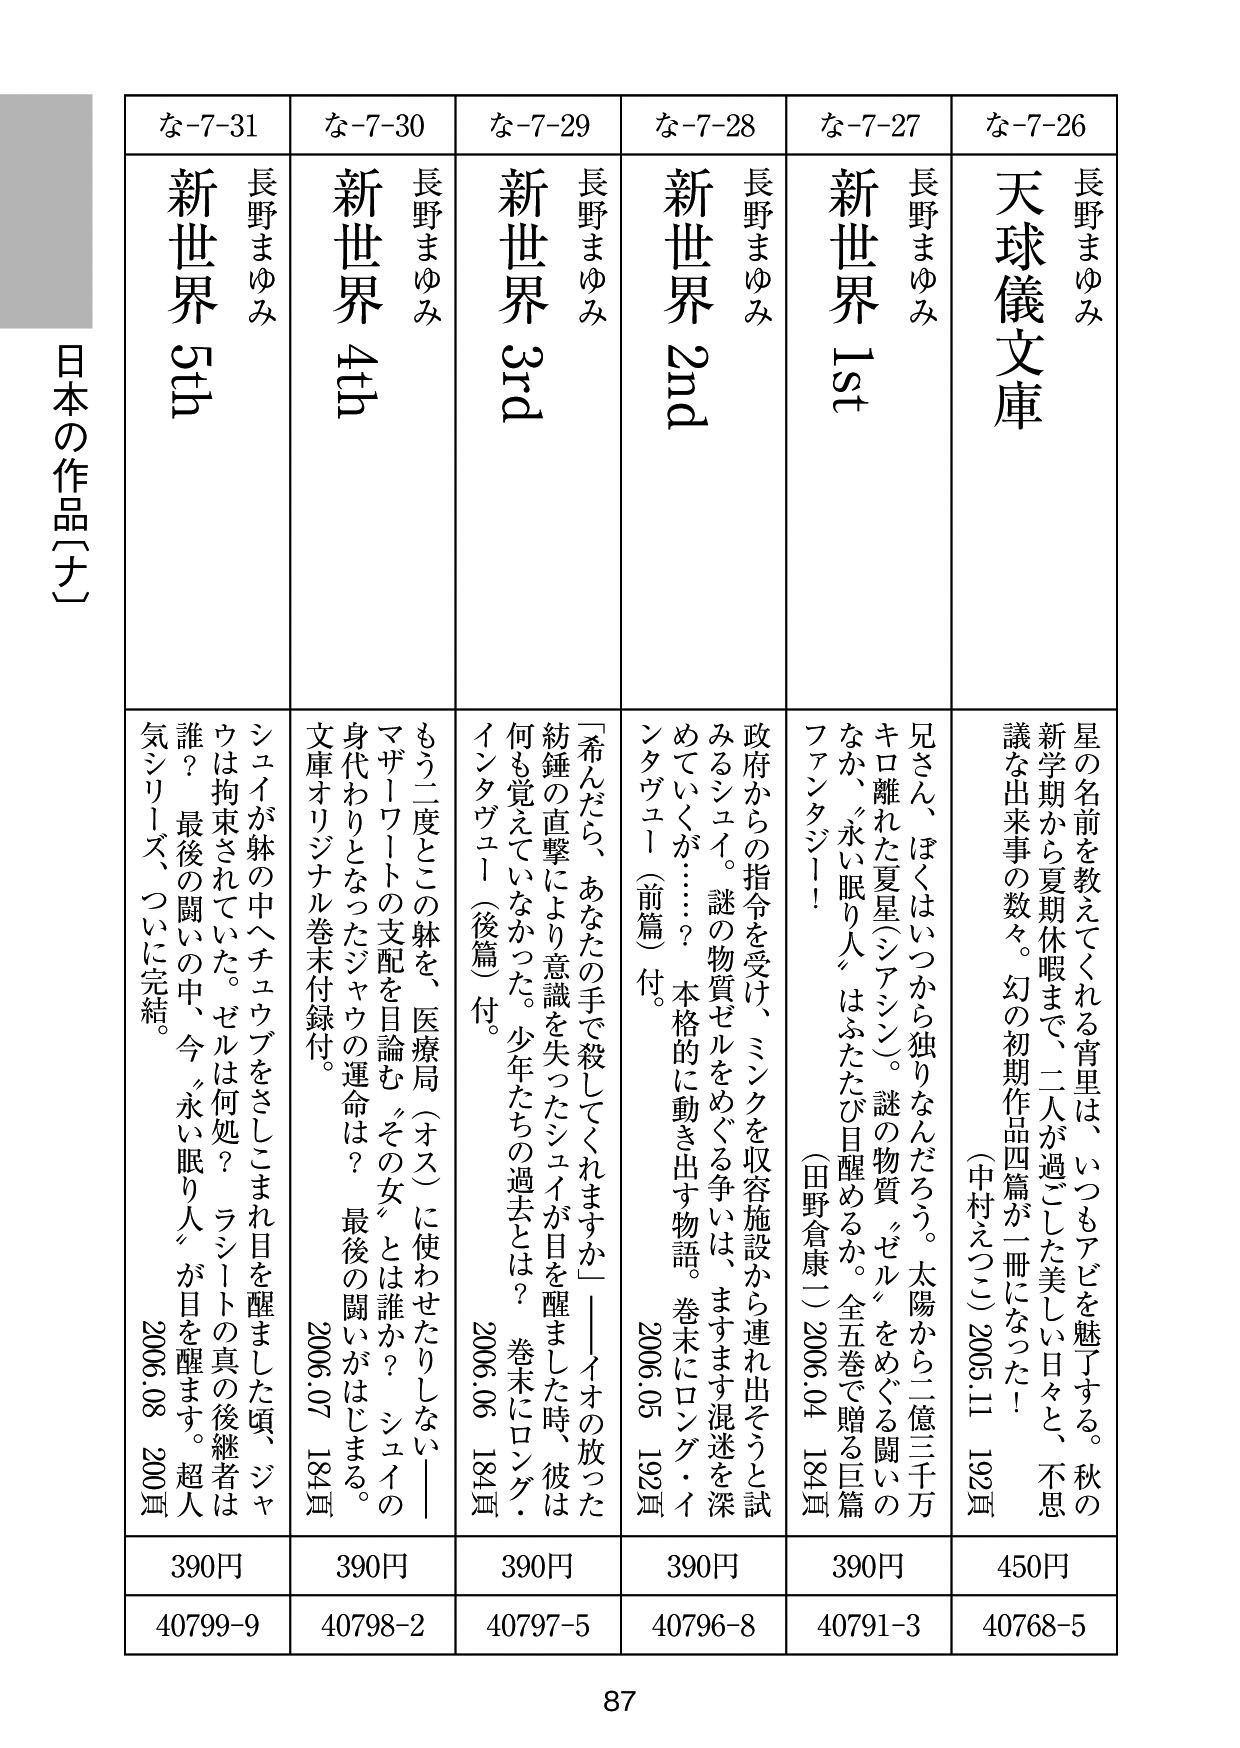 日本の作品〔ナ〕
な-7-26
長野まゆみ
天球儀文庫
星の名前を教えてくれる宵里は、いつもアビを魅了する。秋の
新学期から夏期休暇まで、二人が過ごした美しい日々と、不思
議な出来事の数々。幻の初期作品四篇が一冊になった！
（中村えつこ）2005.11　192頁
450円
40768-5
な-7-27
長野まゆみ
新世界 1st
兄さん、ぼくはいつから独りなんだろう。太陽から二億三千万
キロ離れた夏星（シアシン）。謎の物質〝ゼル〟をめぐる闘いの
なか、〝永い眠り人〟はふたたび目醒めるか。全五巻で贈る巨篇
ファンタジー！
（田野倉康一）2006.04　184頁
390円
40791-3
な-7-28
長野まゆみ
新世界 2nd
政府からの指令を受け、ミンクを収容施設から連れ出そうと試
みるシュイ。謎の物質ゼルをめぐる争いは、ますます混迷を深
めていくが……？　本格的に動き出す物語。巻末にロング・イ
ンタヴュー（前篇）付。
2006.05　192頁
390円
40796-8
な-7-29
長野まゆみ
新世界 3rd
「希んだら、あなたの手で殺してくれますか」――イオの放った
紡錘の直撃により意識を失ったシュイが目を醒ました時、彼は
何も覚えていなかった。少年たちの過去とは？　巻末にロング・
インタヴュー（後篇）付。
2006.06　184頁
390円
40797-5
な-7-30
長野まゆみ
新世界 4th
もう二度とこの躰を、医療局（オス）に使わせたりしない――
マザーワートの支配を目論む〝その女〟とは誰か？　シュイの
身代わりとなったジャウの運命は？　最後の闘いがはじまる。
文庫オリジナル巻末付録付。
2006.07　184頁
390円
40798-2
な-7-31
長野まゆみ
新世界 5th
シュイが躰の中へチュウブをさしこまれ目を醒ました頃、ジャ
ウは拘束されていた。ゼルは何処？　ラシートの真の後継者は
誰？　最後の闘いの中、今〝永い眠り人〟が目を醒ます。超人
気シリーズ、ついに完結。
2006.08　200頁
390円
40799-9
87